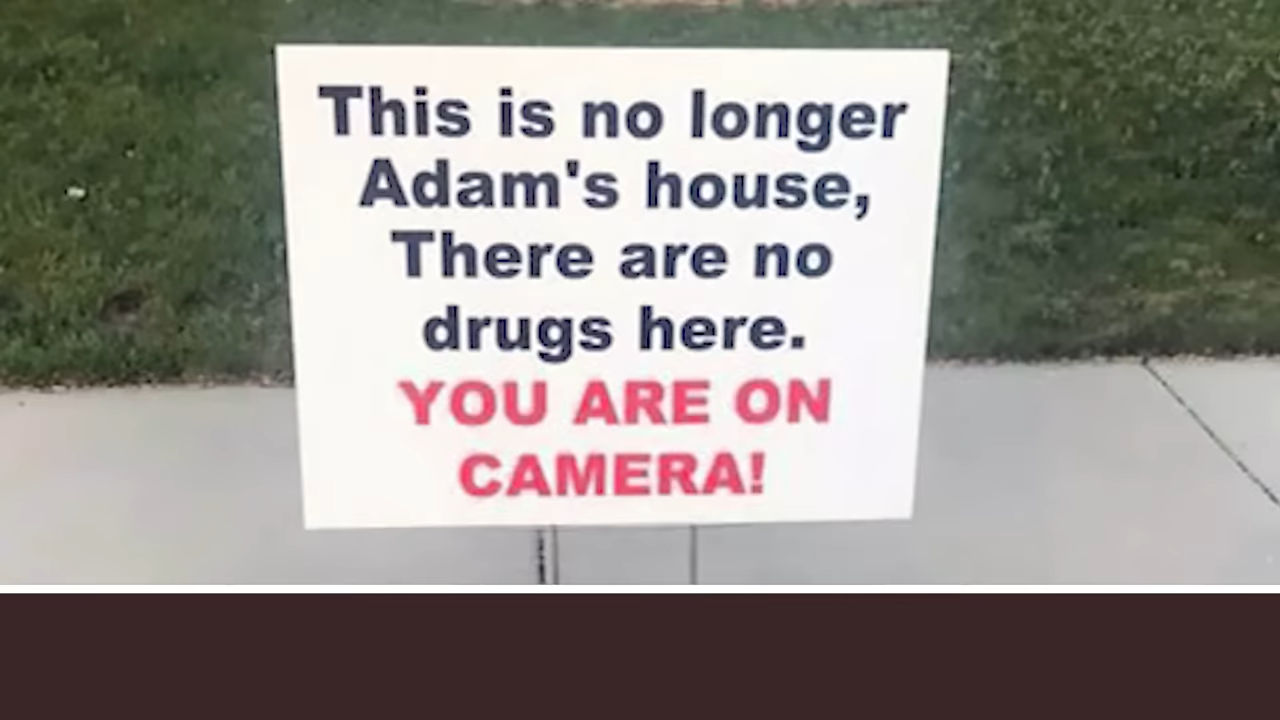 This is no longer
Adam's house,
There are no
drugs here.
YOU ARE ON
CAMERA!